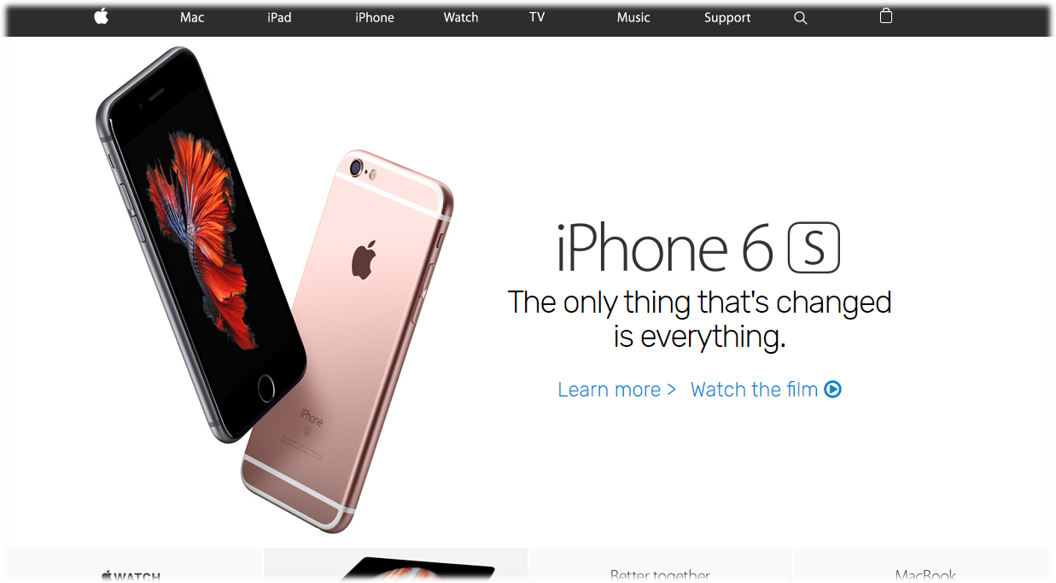 Mac iPad iPhone Watch TV Music Support
iPhone 6 S
The only thing that's changed
is everything.
Learn more > Watch the film
iPhone
S
WATCH
Better together
MacBook